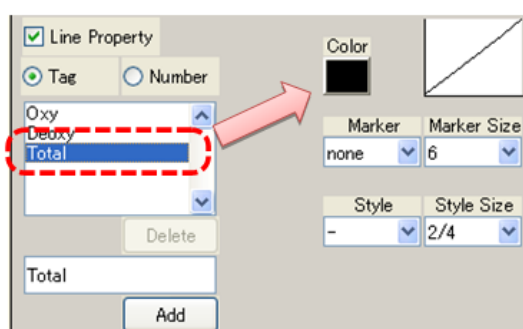 Line Property
Color
Tag
Number
Oxy
Deoxy
Total
Marker
Marker Size
none
6
Style
Style Size
-
2/4
Delete
Total
Add